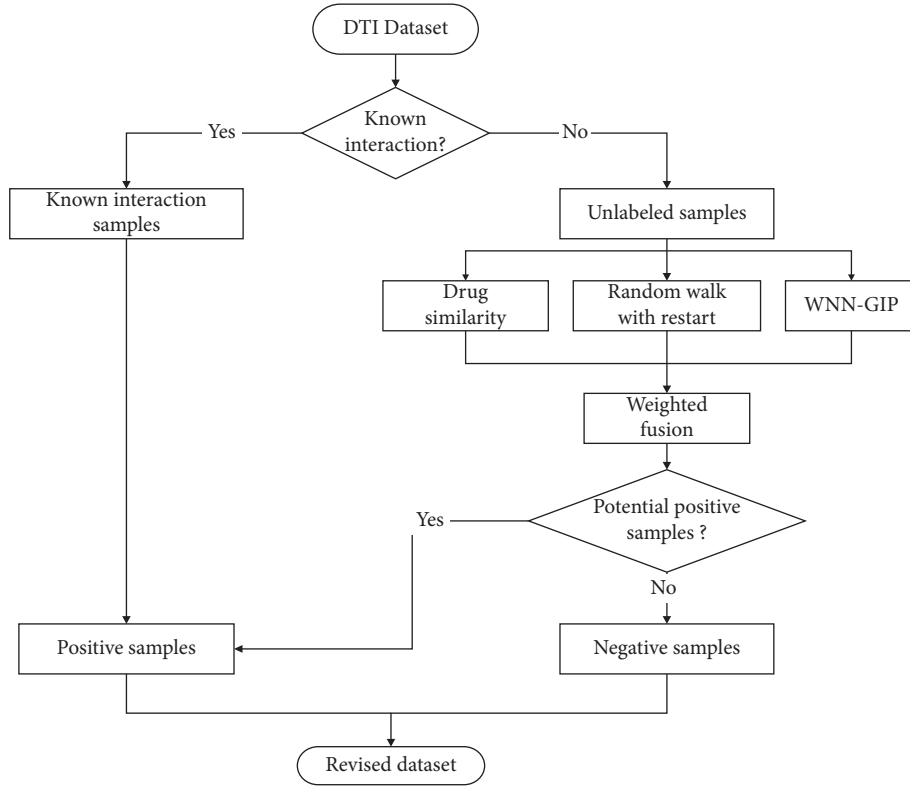 DTI Dataset
Known
interaction?
Yes
No
Known interaction
samples
Unlabeled samples
Drug
similarity
Random walk
with restart
WNN-GIP
Weighted
fusion
Potential positive
samples ?
Yes
No
Positive samples
Negative samples
Revised dataset